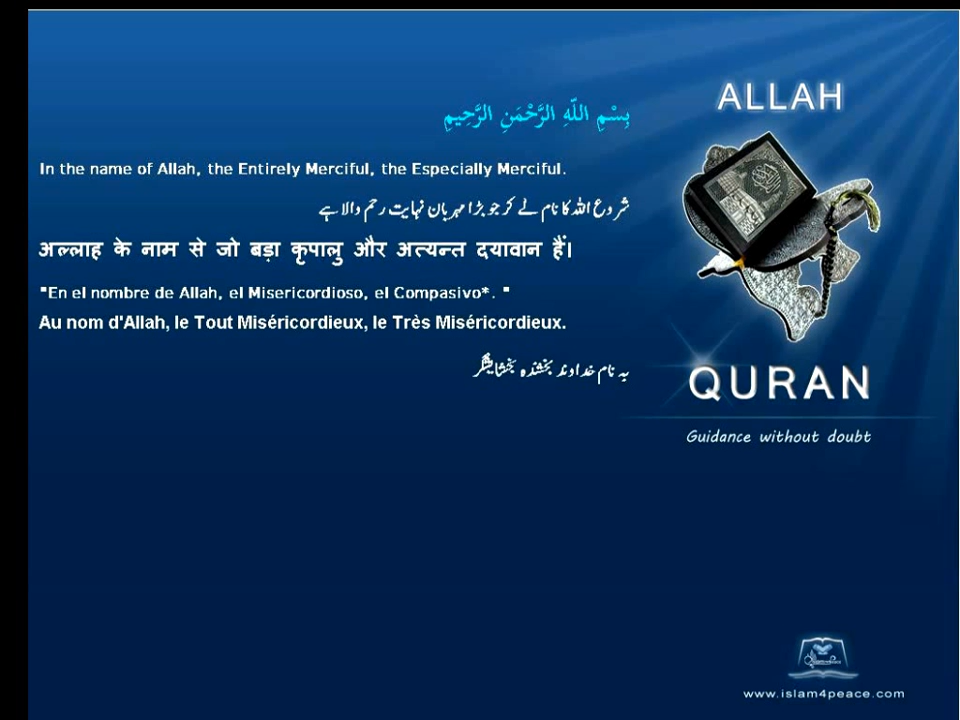 بِسْمِ اللّهِ الرَّحْمَنِ الرَّحِيمِ
In the name of Allah, the Entirely Merciful, the Especially Merciful.
شروع الله کا نام لے کر جو بڑا مہربان نہایت رحم والا ہے
अल्लाह के नाम से जो बड़ा कृपालु और अत्यन्त दयावान हैं।
"En el nombre de Allah, el Misericordioso, el Compasivo*. "
Au nom d'Allah, le Tout Miséricordieux, le Très Miséricordieux.
به نام خداوند بخشنده بخشایشگر
ALLAH
QURAN
Guidance without doubt
www.islam4peace.com